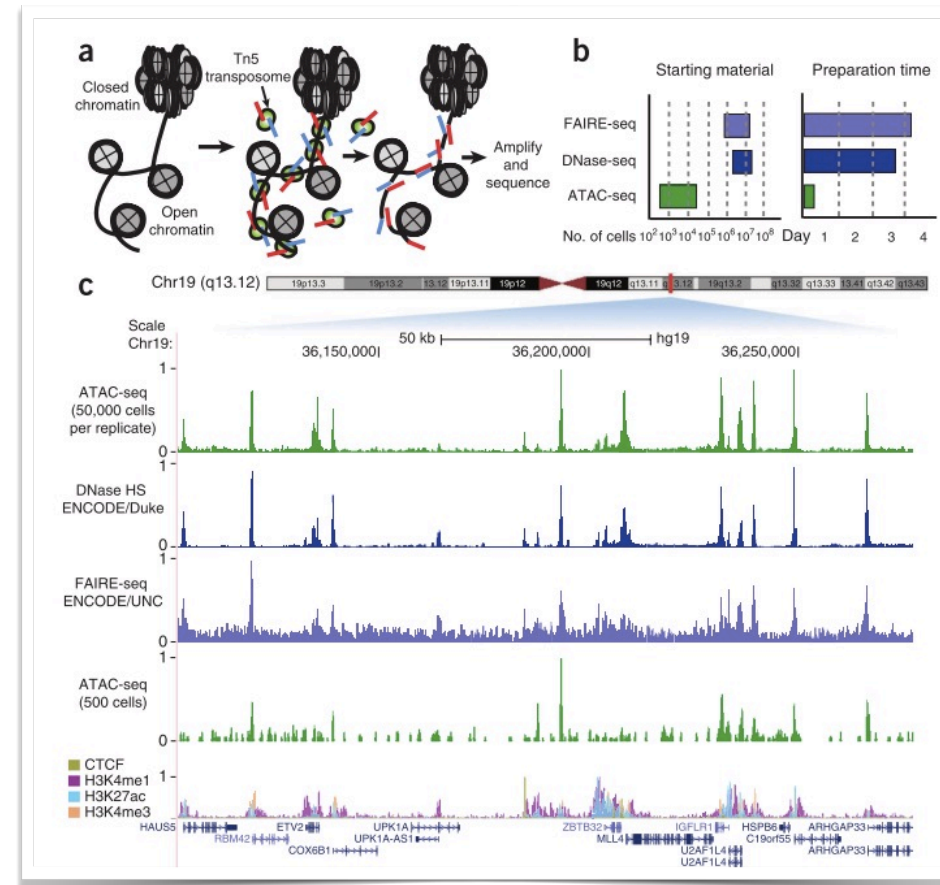 a
Tn5
transposome
Closed
chromatin
Open
chromatin
Amplify
and
sequence
b
Starting material
Preparation time
FAIRE-seq
DNase-seq
ATAC-seq
No. of cells 10² 10³ 10⁴ 10⁵ 10⁶ 10⁷ 10⁸
Day 1 2 3 4
c
Chr19 (q13.12)
19p13.3 19p13.2 13.12 19p13.11 19p12 19q12 q13.11 q13.12 19q13.2 q13.32 q13.33 13.41 q13.42 q13.43
Scale
Chr19:
50 kb
hg19
36,150,000
36,200,000
36,250,000
ATAC-seq
(50,000 cells
per replicate)
1
0
DNase HS
ENCODE/Duke
1
0
FAIRE-seq
ENCODE/UNC
1
0
ATAC-seq
(500 cells)
1
0
CTCF
H3K4me1
H3K27ac
H3K4me3
1
HAUS5 ETV2 UPK1A ZBTB32 IGFLR1 HSPB6 ARHGAP33
RBM42 UPK1A-AS1 MLL4 C19orf55
COX6B1 U2AF1L4 ARHGAP33
U2AF1L4